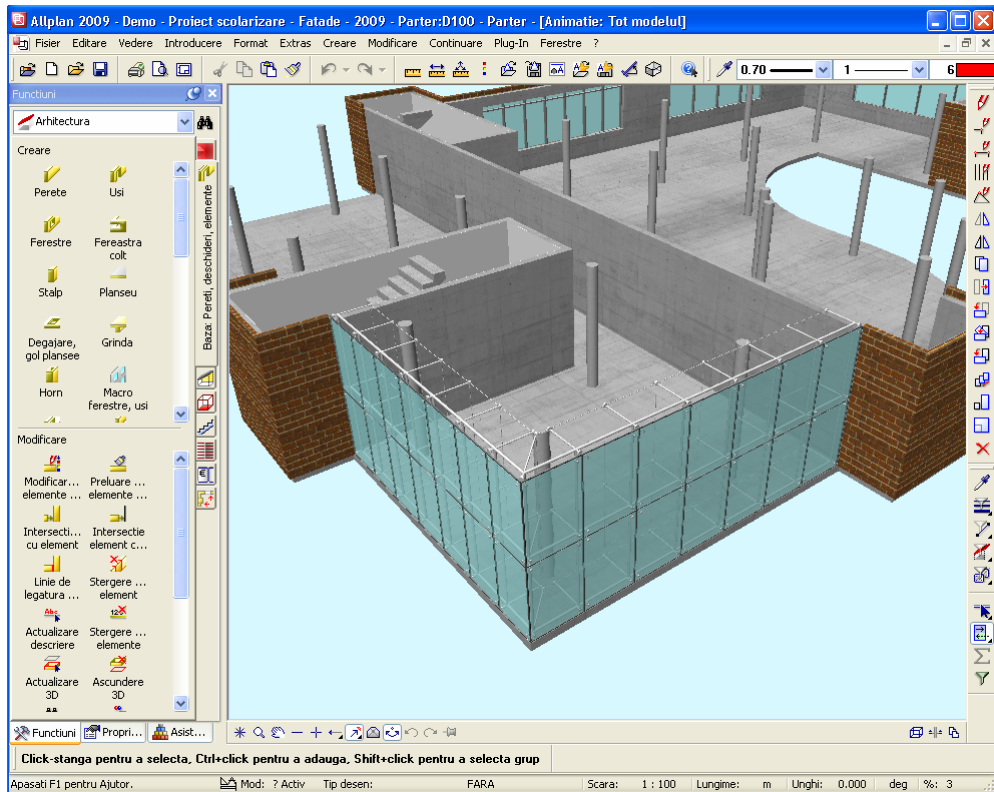 Allplan 2009 - Demo - Proiect scolarizare - Fatade - 2009 - Parter:D100 - Parter - [Animatie: Tot modelul]
Fisier Editare Vedere Introducere Format Extras Creare Modificare Continuare Plug-In Ferestre ?
0.70 1 6
Functiuni
Arhitectura
Creare
Perete Usi
Ferestre Fereastra colt
Stalp Planseu
Degajare, gol plansee Grinda
Horn Macro ferestre, usi
Baza: Pereti, deschideri, elemente
Modificare
Modificar... elemente ... Preluare ... elemente ...
Intersecti... cu element Intersectie element c...
Linie de legatura ... Stergere ... element
Actualizare descriere Stergere ... elemente
Actualizare 3D Ascundere 3D
Functiuni Propri... Asist...
Click-stanga pentru a selecta, Ctrl+click pentru a adauga, Shift+click pentru a selecta grup
Apasati F1 pentru Ajutor. Mod: ? Activ Tip desen: FARA Scara: 1 : 100 Lungime: m Unghi: 0.000 deg %: 3